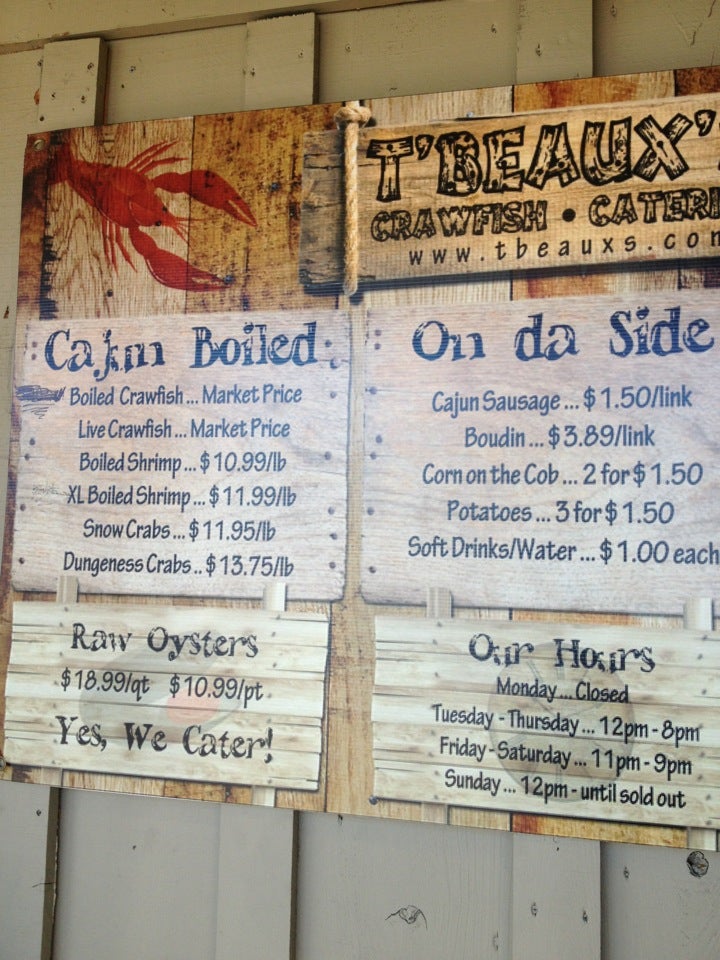 T'BEAUX'
CRAWFISH • CATERI
www.tbeauxs.com
Cajun Boiled
Boiled Crawfish ... Market Price
Live Crawfish ... Market Price
Boiled Shrimp ... $10.99/lb
XL Boiled Shrimp ... $11.99/lb
Snow Crabs ... $11.95/lb
Dungeness Crabs .. $13.75/lb
On da Side
Cajun Sausage ... $1.50/link
Boudin ... $3.89/link
Corn on the Cob ... 2 for $1.50
Potatoes ... 3 for $1.50
Soft Drinks/Water ... $1.00 each
Raw Oysters
$18.99/qt $10.99/pt
Yes, We Cater!
Our Hours
Monday ... Closed
Tuesday - Thursday ... 12pm - 8pm
Friday - Saturday ... 11pm - 9pm
Sunday ... 12pm - until sold out